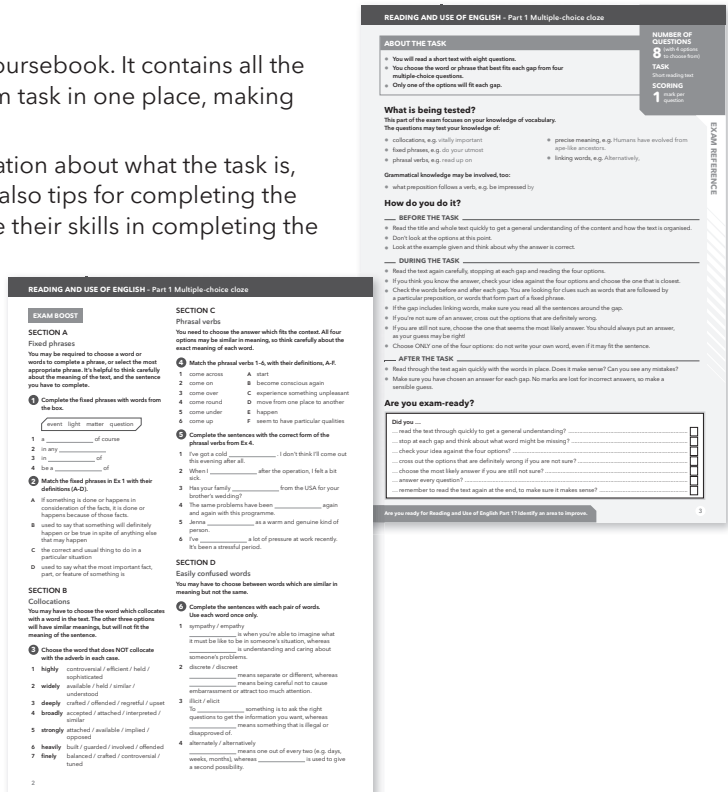 oursebook. It contains all the
m task in one place, making
ation about what the task is,
also tips for completing the
e their skills in completing the
READING AND USE OF ENGLISH – Part 1 Multiple-choice cloze
NUMBER OF
QUESTIONS
8 (with 4 options
to choose from)
TASK
Short reading text
SCORING
1 mark per
question
ABOUT THE TASK
• You will read a short text with eight questions.
• You choose the word or phrase that best fits each gap from four
multiple-choice questions.
• Only one of the options will fit each gap.
What is being tested?
This part of the exam focuses on the knowledge of vocabulary.
The questions may test your knowledge of:
• collocations, e.g. vitally important
• fixed phrases, e.g. do your utmost
• phrasal verbs, e.g. read up on
• precise meaning, e.g. Humans have evolved from
ape-like ancestors.
• linking words, e.g. Alternatively,
Grammatical knowledge may be involved, too:
• what preposition follows a verb, e.g. be impressed by
How do you do it?
BEFORE THE TASK
• Read the title and whole text quickly to get a general understanding of the content and how the text is organised.
• Don't look at the options at this point.
• Look at the example given and think about why the answer is correct.
DURING THE TASK
• Read the text again carefully, stopping at each gap and reading the four options.
• If you think you know the answer, check your idea against the four options and choose the one that is closest.
• Check the words before and after each gap. You are looking for clues such as words that are followed by
a particular preposition, or words that form part of a fixed phrase.
• If the gap includes linking words, make sure you read all the sentences around the gap.
• If you're not sure of an answer, cross out the options that are definitely wrong.
• If you are still not sure, choose the one that seems the most likely answer. You should always put an answer,
as your guess may be right!
• Choose ONLY one of the four options: do not write your own word, even if it may fit the sentence.
AFTER THE TASK
• Read through the text again quickly with the words in place. Does it make sense? Can you see any mistakes?
• Make sure you have chosen an answer for each gap. No marks are lost for incorrect answers, so make a
sensible guess.
Are you exam-ready?
Did you ...
... read the text through quickly to get a general understanding?
... stop at each gap and think about what word might be missing?
... check your idea against the four options?
... cross out the options that are definitely wrong if you are not sure?
... choose the most likely answer if you are still not sure?
... answer every question?
... remember to read the text again at the end, to make sure it makes sense?
Are you ready for Reading and Use of English Part 1? Identify an area to improve.
3
EXAM REFERENCE
READING AND USE OF ENGLISH – Part 1 Multiple-choice cloze
EXAM BOOST
SECTION A
Fixed phrases
You may be required to choose a word or
words to complete a phrase, or select the most
appropriate phrase. It's helpful to think carefully
about the meaning of the text, and the sentence
you have to complete.
1 Complete the fixed phrases with words from
the box.
event light matter question
1 a ____________ of course
2 in any ____________
3 in ____________ of
4 be a ____________ of
2 Match the fixed phrases in Ex 1 with their
definitions (A-D).
A If something is done or happens in
consideration of the facts, it is done or
happens because of those facts.
B used to say that something will definitely
happen or be true in spite of anything else
that may happen
C the correct and usual thing to do in a
particular situation
D used to say what the most important fact,
part, or feature of something is
SECTION B
Collocations
You may have to choose the word which collocates
with a word in the text. The other three options
will have similar meanings, but will not fit the
meaning of the sentence.
3 Choose the word that does NOT collocate
with the adverb in each case.
1 highly controversial / efficient / held /
sophisticated
2 widely available / held / similar /
understood
3 deeply crafted / offended / regretful / upset
4 broadly accepted / attached / interpreted /
similar
5 strongly attached / available / implied /
opposed
6 heavily built / guarded / involved / offended
7 finely balanced / crafted / controversial /
tuned
2
SECTION C
Phrasal verbs
You need to choose the answer which fits the context. All four
options may be similar in meaning, so think carefully about the
exact meaning of each word.
4 Match the phrasal verbs 1–6, with their definitions, A-F.
1 come across A start
2 come on B become conscious again
3 come over C experience something unpleasant
4 come round D move from one place to another
5 come under E happen
6 come up F seem to have particular qualities
5 Complete the sentences with the correct form of the
phrasal verbs from Ex 4.
1 I've got a cold ____________ . I don't think I'll come out
this evening after all.
2 When I ____________ after the operation, I felt a bit
sick.
3 Has your family ____________ from the USA for your
brother's wedding?
4 The same problems have been ____________ again
and again with this programme.
5 Jenna ____________ as a warm and genuine kind of
person.
6 I've ____________ a lot of pressure at work recently.
It's been a stressful period.
SECTION D
Easily confused words
You may have to choose between words which are similar in
meaning but not the same.
6 Complete the sentences with each pair of words.
Use each word once only.
1 sympathy / empathy
____________ is when you're able to imagine what
it must be like to be in someone's situation, whereas
____________ is understanding and caring about
someone's problems.
2 discrete / discreet
____________ means separate or different, whereas
____________ means being careful not to cause
embarrassment or attract too much attention.
3 illicit / elicit
To ____________ something is to ask the right
questions to get the information you want, whereas
____________ means something that is illegal or
disapproved of.
4 alternately / alternatively
____________ means one out of every two (e.g. days,
weeks, months), whereas ____________ is used to give
a second possibility.